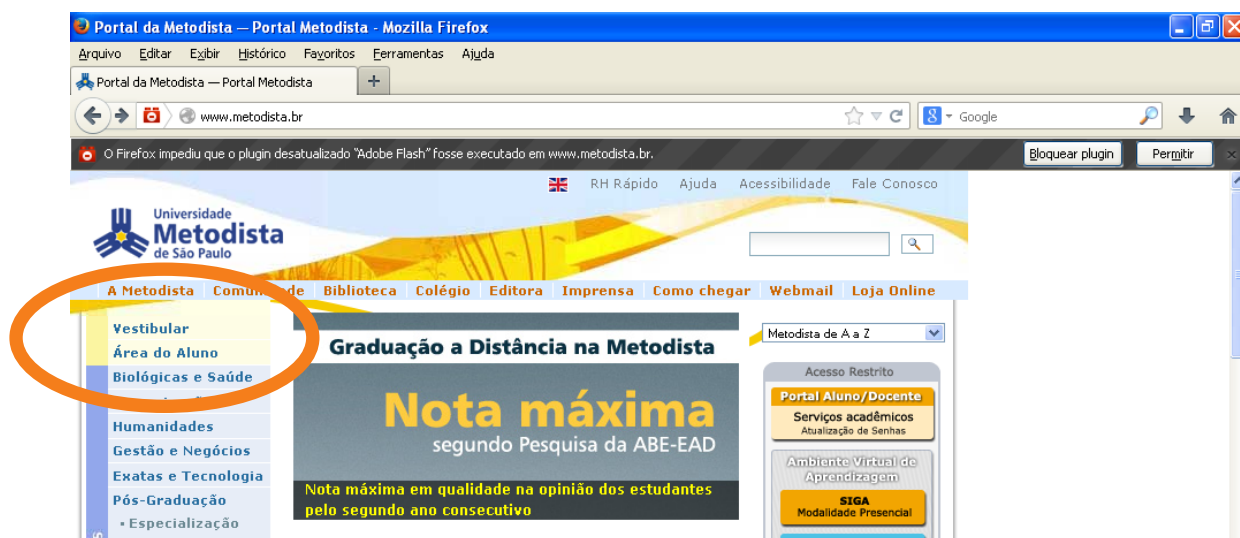 Portal da Metodista — Portal Metodista - Mozilla Firefox
Arquivo Editar Exibir Histórico Favoritos Ferramentas Ajuda
Portal da Metodista — Portal Metodista
www.metodista.br
Google
O Firefox impediu que o plugin desatualizado "Adobe Flash" fosse executado em www.metodista.br.
Bloquear plugin
Permitir
RH Rápido Ajuda Acessibilidade Fale Conosco
Universidade
Metodista
de São Paulo
A Metodista Comunidade Biblioteca Colégio Editora Imprensa Como chegar Webmail Loja Online
Vestibular
Área do Aluno
Biológicas e Saúde
Humanidades
Gestão e Negócios
Exatas e Tecnologia
Pós-Graduação
Especialização
Graduação a Distância na Metodista
Nota máxima
segundo Pesquisa da ABE-EAD
Nota máxima em qualidade na opinião dos estudantes
pelo segundo ano consecutivo
Metodista de A a Z
Acesso Restrito
Portal Aluno/Docente
Serviços acadêmicos
Atualização de Senhas
Ambiente Virtual de
Aprendizagem
SIGA
Modalidade Presencial